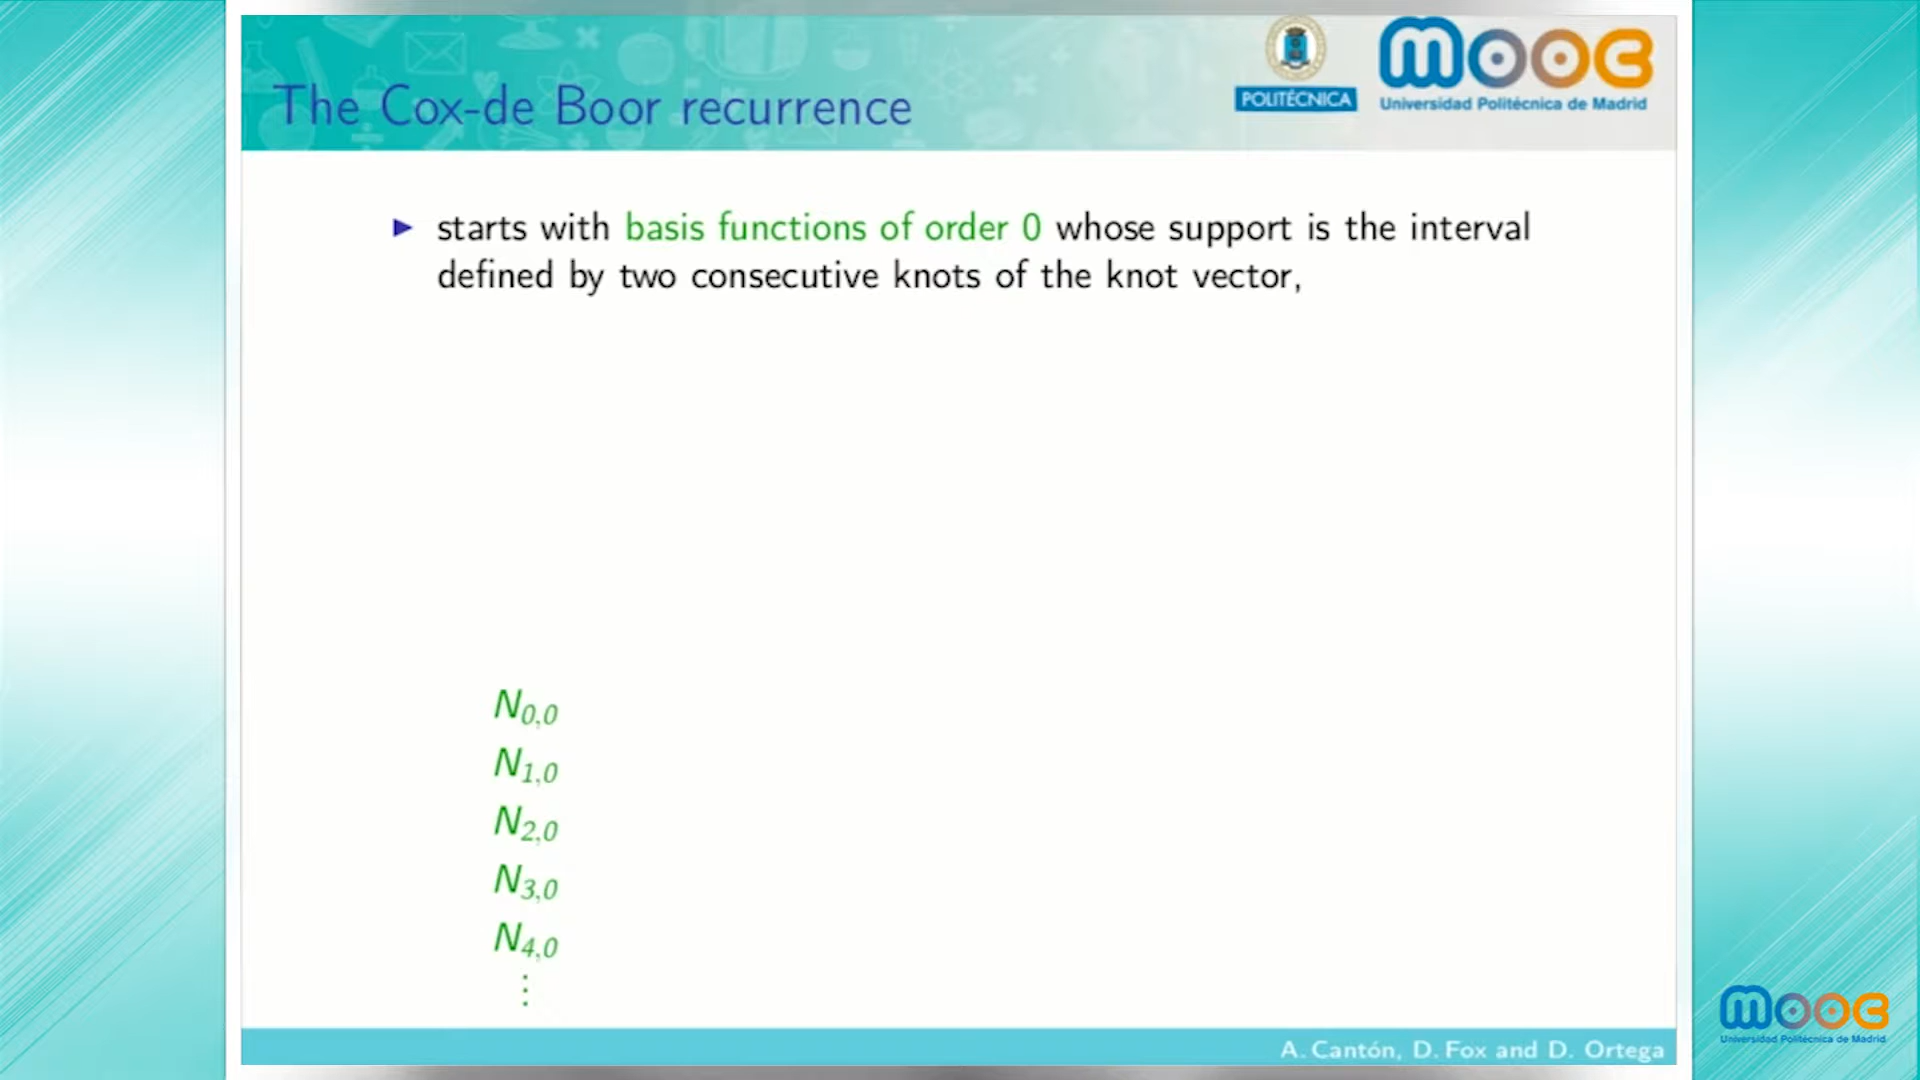 The Cox-de Boor recurrence
POLITÉCNICA
mooc
Universidad Politécnica de Madrid
▶ starts with basis functions of order 0 whose support is the interval
defined by two consecutive knots of the knot vector,
N0,0
N1,0
N2,0
N3,0
N4,0
⋮
A. Cantón, D. Fox and D. Ortega
mooc
Universidad Politécnica de Madrid